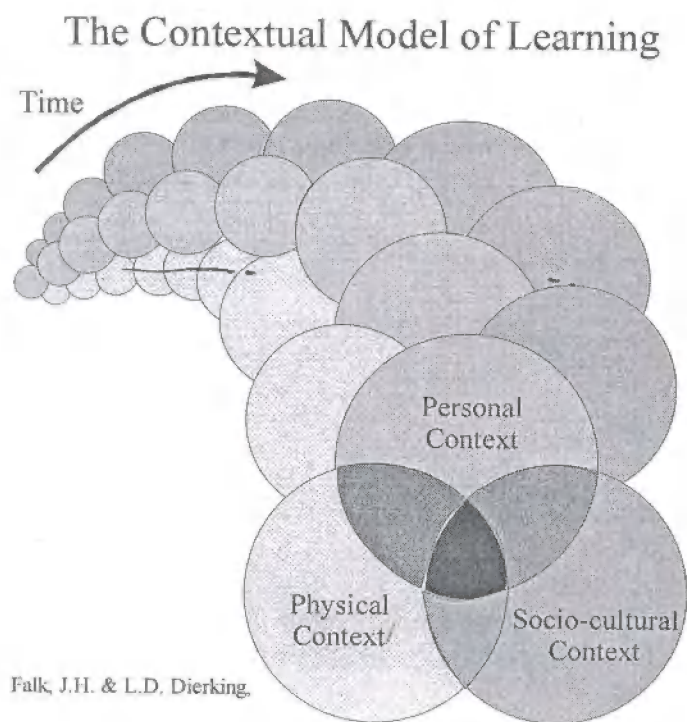 The Contextual Model of Learning
Time
Personal
Context
Physical
Context
Socio-cultural
Context
Falk, J.H. & L.D. Dierking,